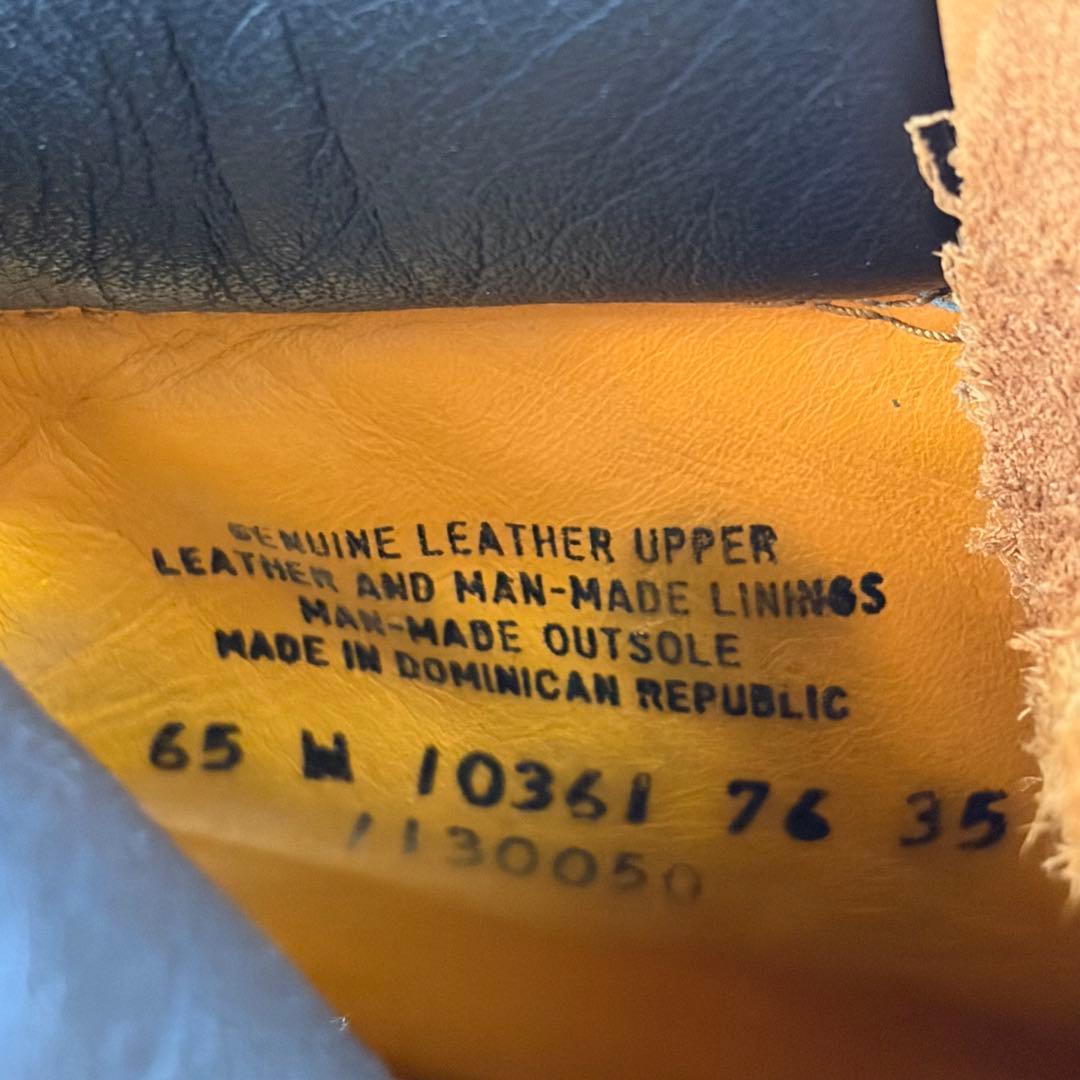 GENUINE LEATHER UPPER
LEATHER AND MAN-MADE LININGS
MAN-MADE OUTSOLE
MADE IN DOMINICAN REPUBLIC
65 M 10361 76 35
1130050